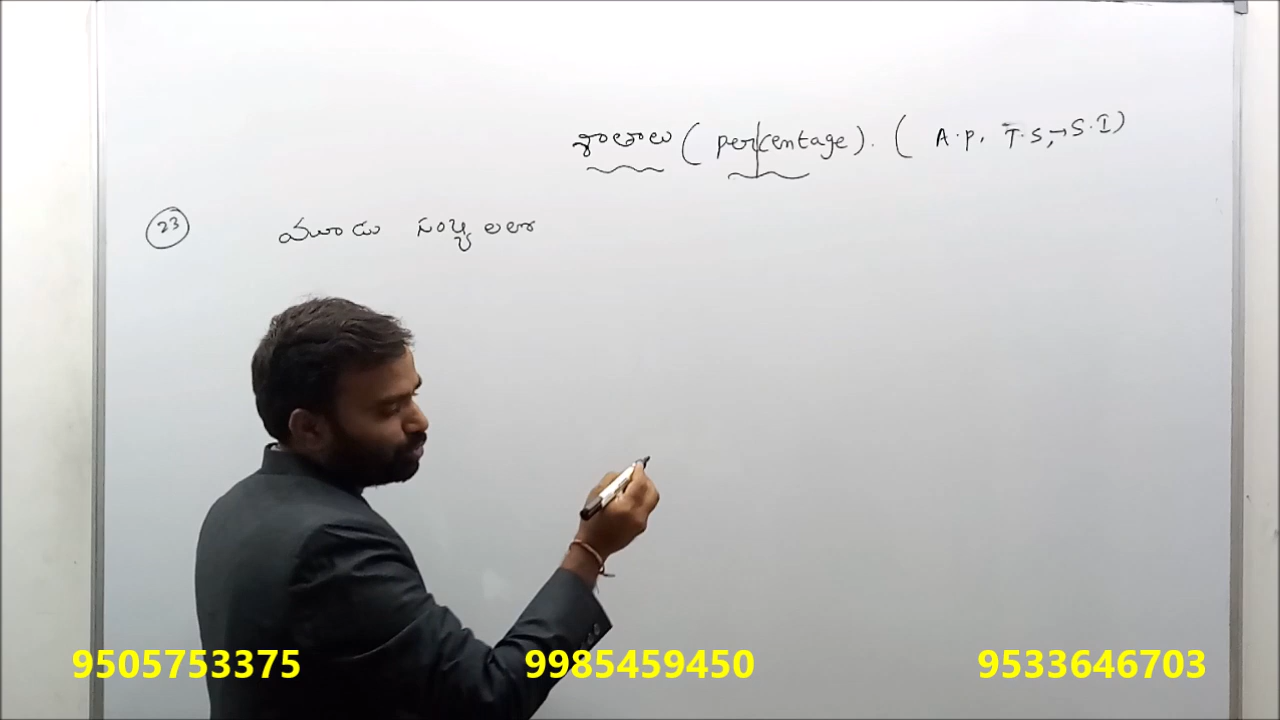 శాతాలు ( percentage ). ( A.P, T.S, → S.I )
23 మూడు సంఖ్యలలా
9505753375 9985459450 9533646703